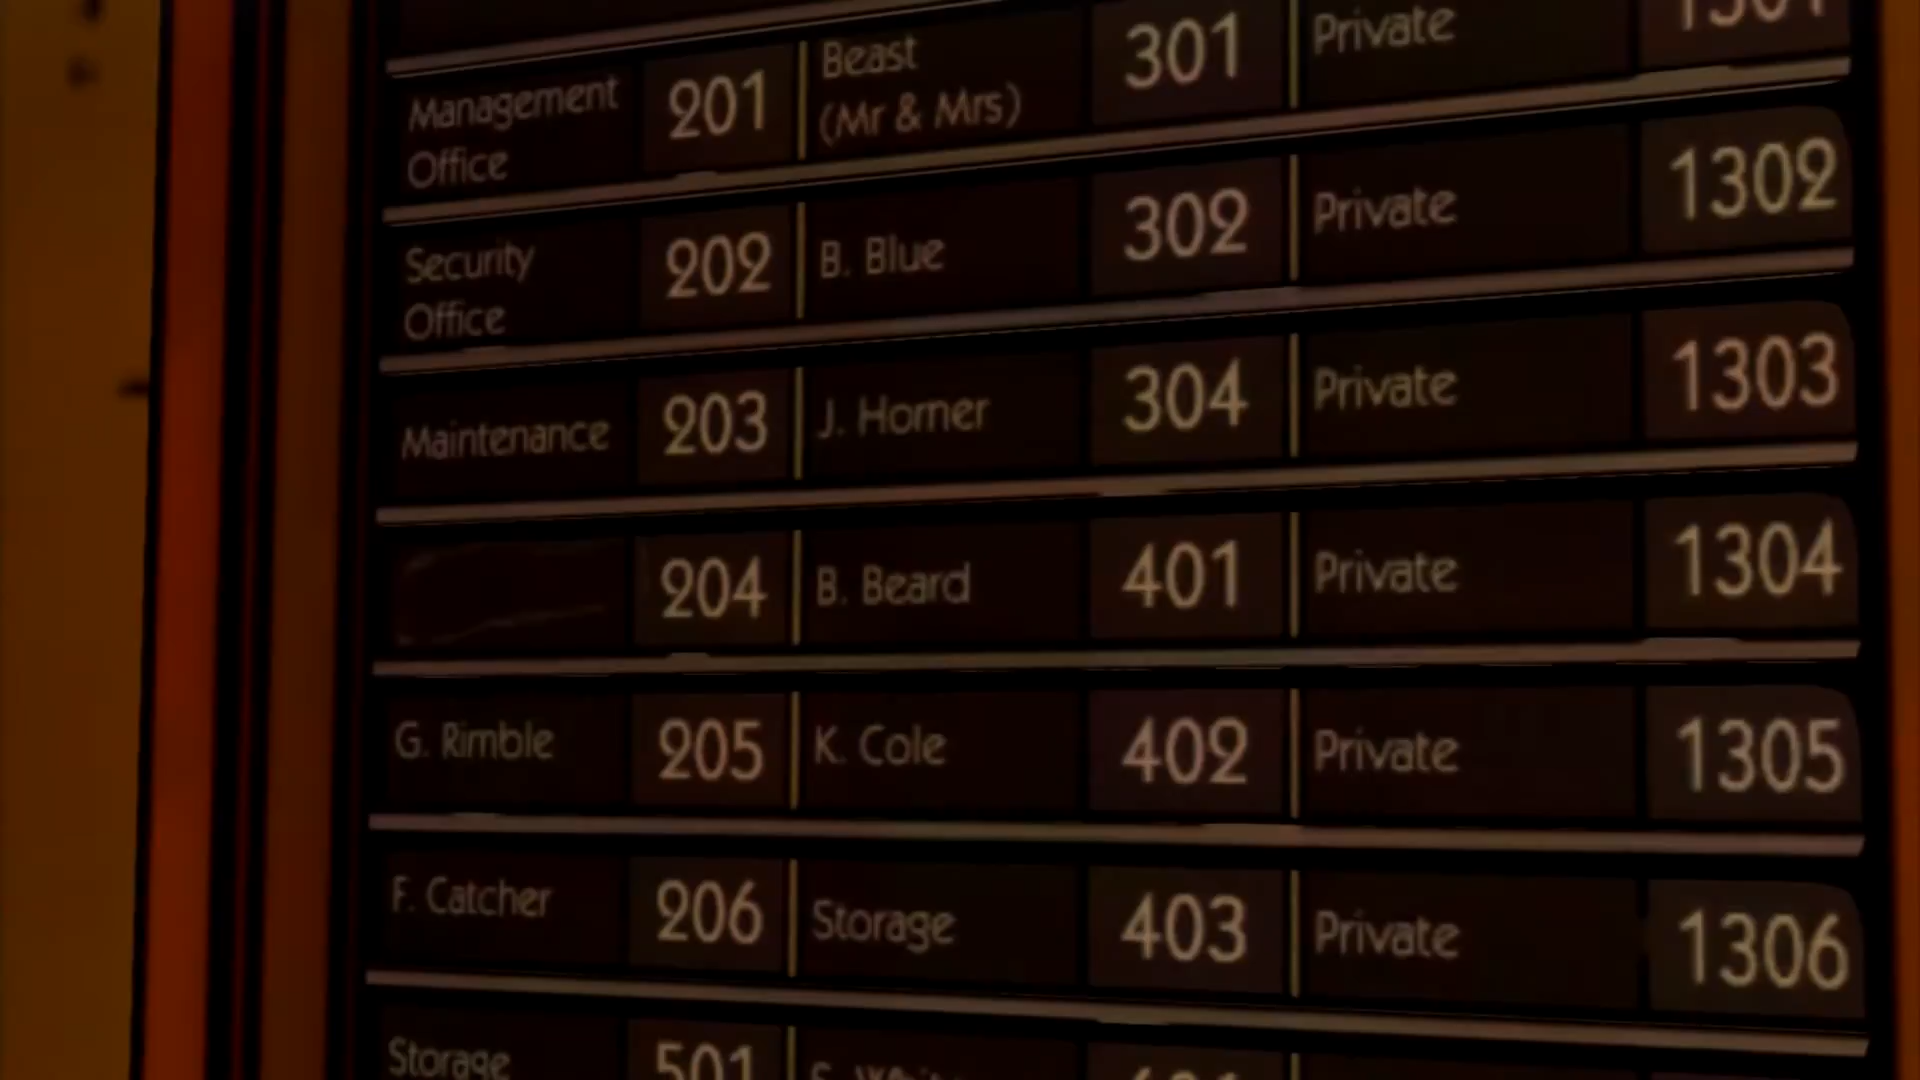 Management
Office
201
Beast
(Mr & Mrs)
301
Private
1301
Security
Office
202
B. Blue
302
Private
1302
Maintenance
203
J. Horner
304
Private
1303
204
B. Beard
401
Private
1304
G. Rimble
205
K. Cole
402
Private
1305
F. Catcher
206
Storage
403
Private
1306
Storage
501